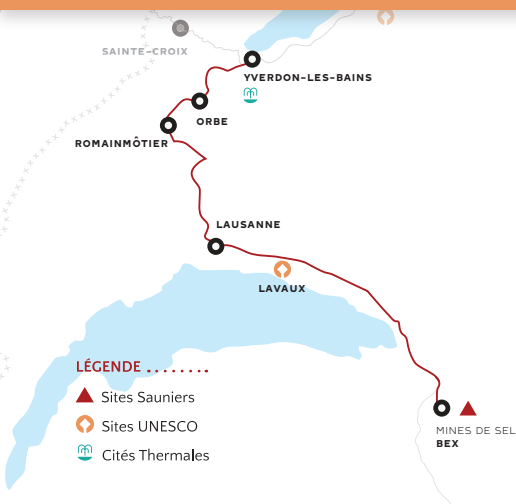 SAINTE-CROIX
YVERDON-LES-BAINS
ORBE
ROMAINMÔTIER
LAUSANNE
LAVAUX
LÉGENDE ........
Sites Sauniers
Sites UNESCO
Cités Thermales
MINES DE SEL
BEX